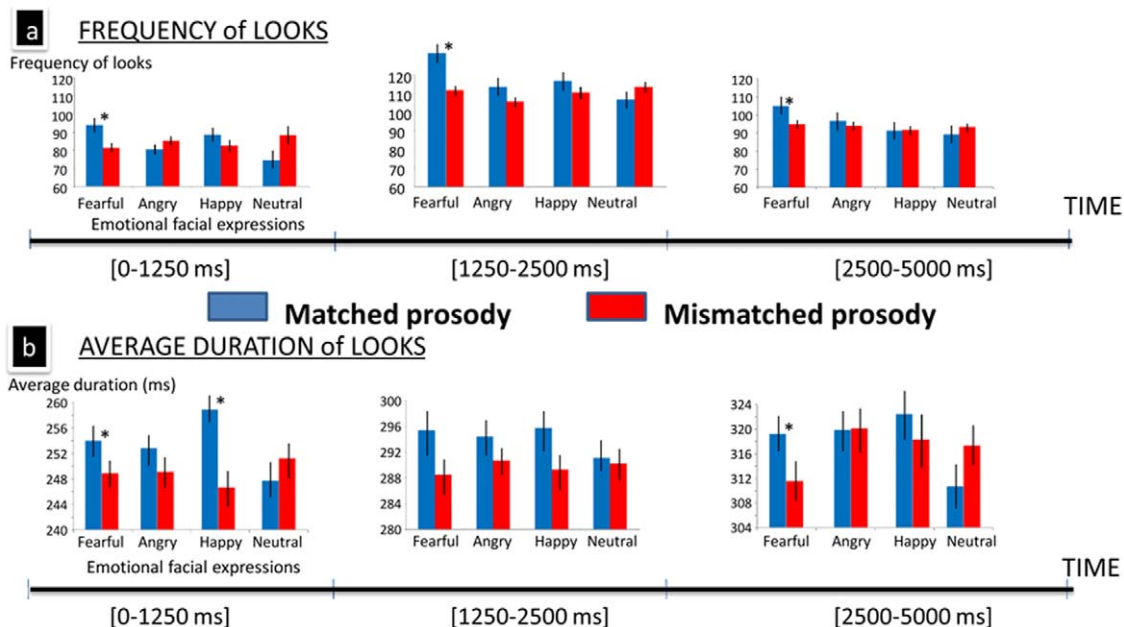 a FREQUENCY of LOOKS
Frequency of looks
120
110
100
90
80
70
60
*
Fearful Angry Happy Neutral
Emotional facial expressions
120
110
100
90
80
70
60
*
Fearful Angry Happy Neutral
120
110
100
90
80
70
60
*
Fearful Angry Happy Neutral
TIME
[0-1250 ms] [1250-2500 ms] [2500-5000 ms]
Matched prosody Mismatched prosody
b AVERAGE DURATION of LOOKS
Average duration (ms)
260
256
252
248
244
240
* *
Fearful Angry Happy Neutral
Emotional facial expressions
300
296
292
288
284
280
Fearful Angry Happy Neutral
324
320
316
312
308
304
*
Fearful Angry Happy Neutral
TIME
[0-1250 ms] [1250-2500 ms] [2500-5000 ms]